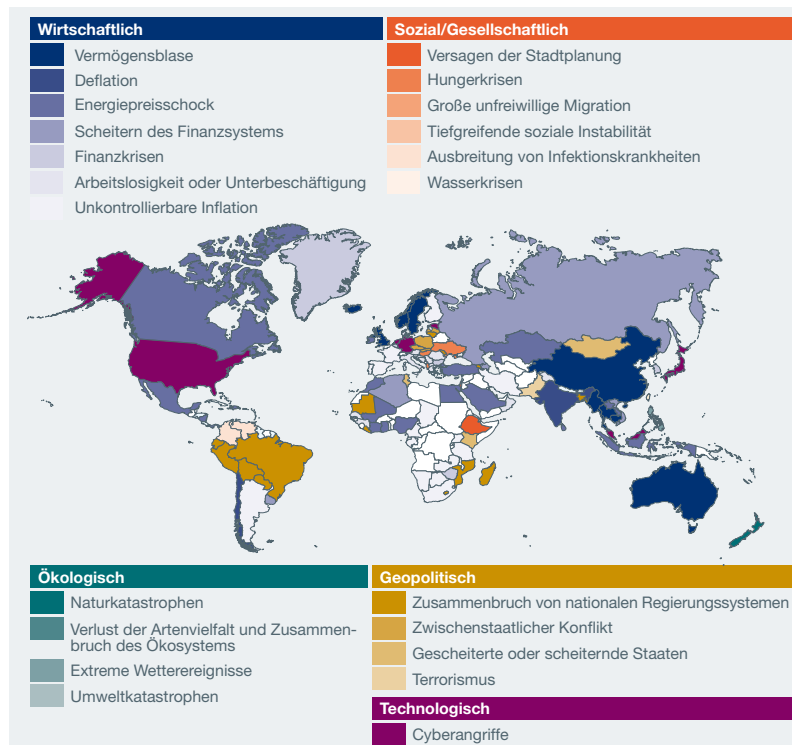 Wirtschaftlich
Vermögensblase
Deflation
Energiepreisschock
Scheitern des Finanzsystems
Finanzkrisen
Arbeitslosigkeit oder Unterbeschäftigung
Unkontrollierbare Inflation
Sozial/Gesellschaftlich
Versagen der Stadtplanung
Hungerkrisen
Große unfreiwillige Migration
Tiefgreifende soziale Instabilität
Ausbreitung von Infektionskrankheiten
Wasserkrisen
Ökologisch
Naturkatastrophen
Verlust der Artenvielfalt und Zusammen-
bruch des Ökosystems
Extreme Wetterereignisse
Umweltkatastrophen
Geopolitisch
Zusammenbruch von nationalen Regierungssystemen
Zwischenstaatlicher Konflikt
Gescheiterte oder scheiternde Staaten
Terrorismus
Technologisch
Cyberangriffe